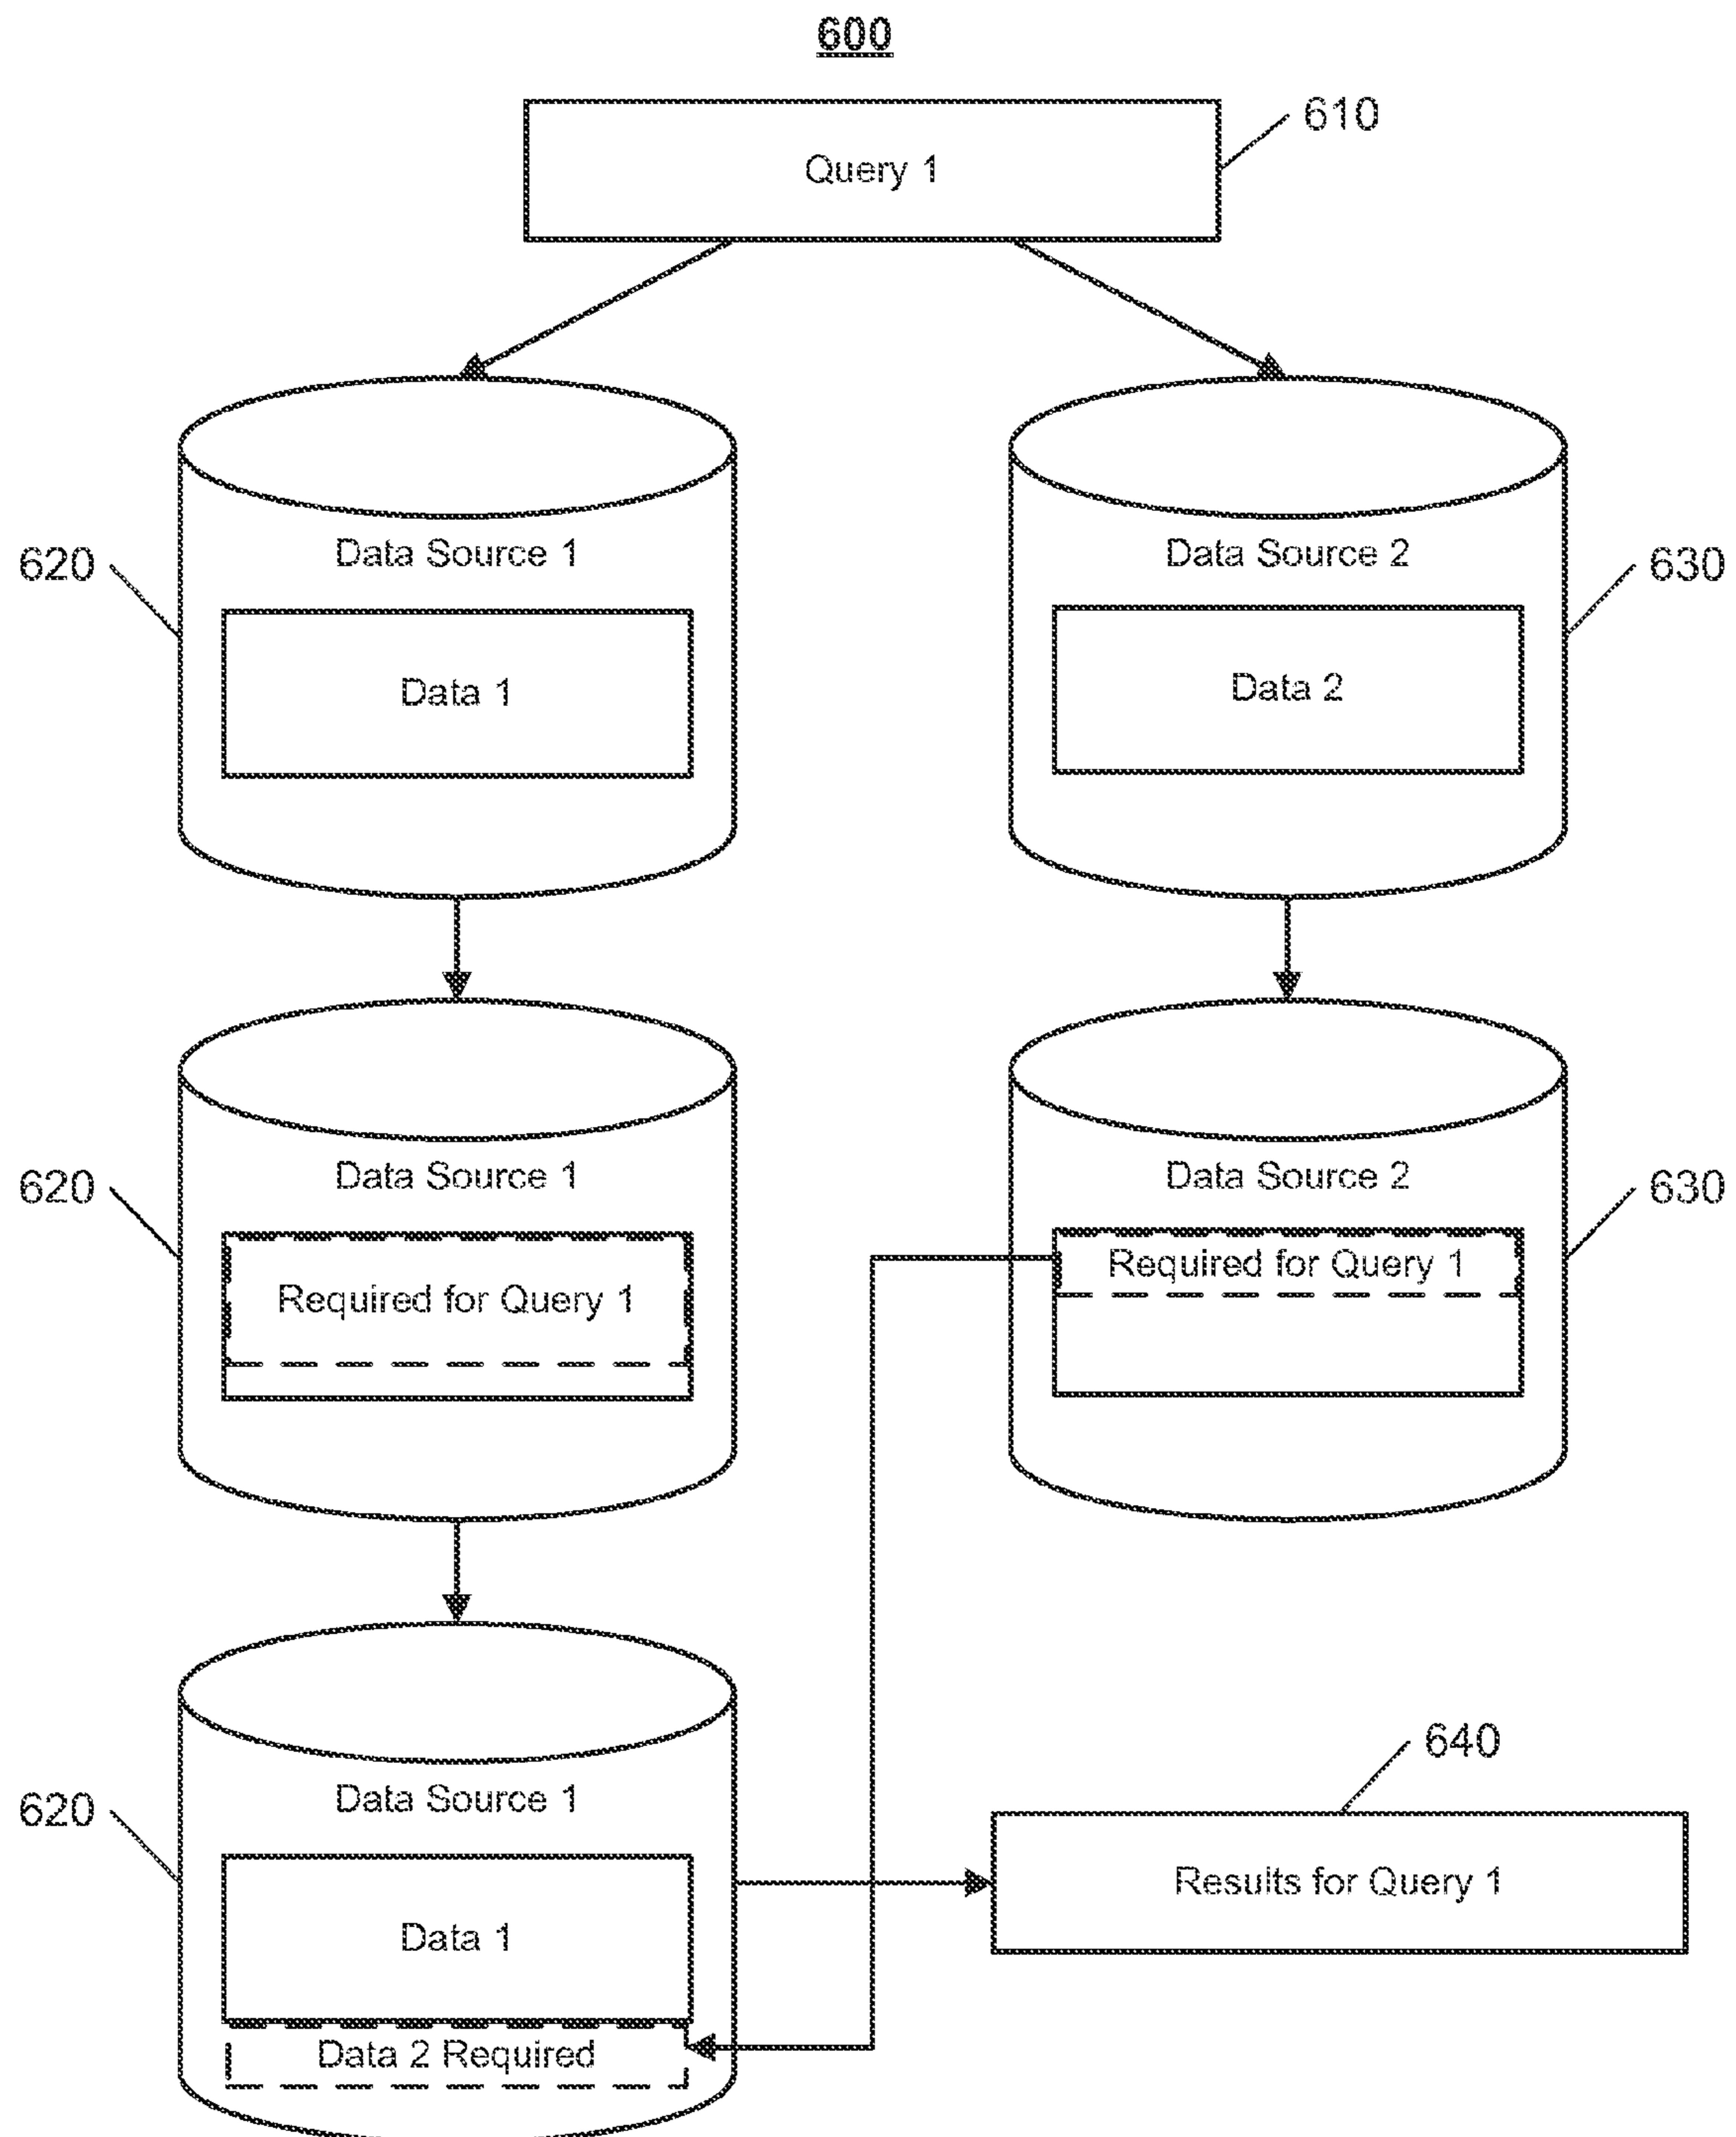 600
610
Query 1
620
Data Source 1
Data Source 2
630
Data 1
Data 2
620
Data Source 1
Data Source 2
630
Required for Query 1
Required for Query 1
640
620
Data Source 1
Results for Query 1
Data 1
Data 2 Required